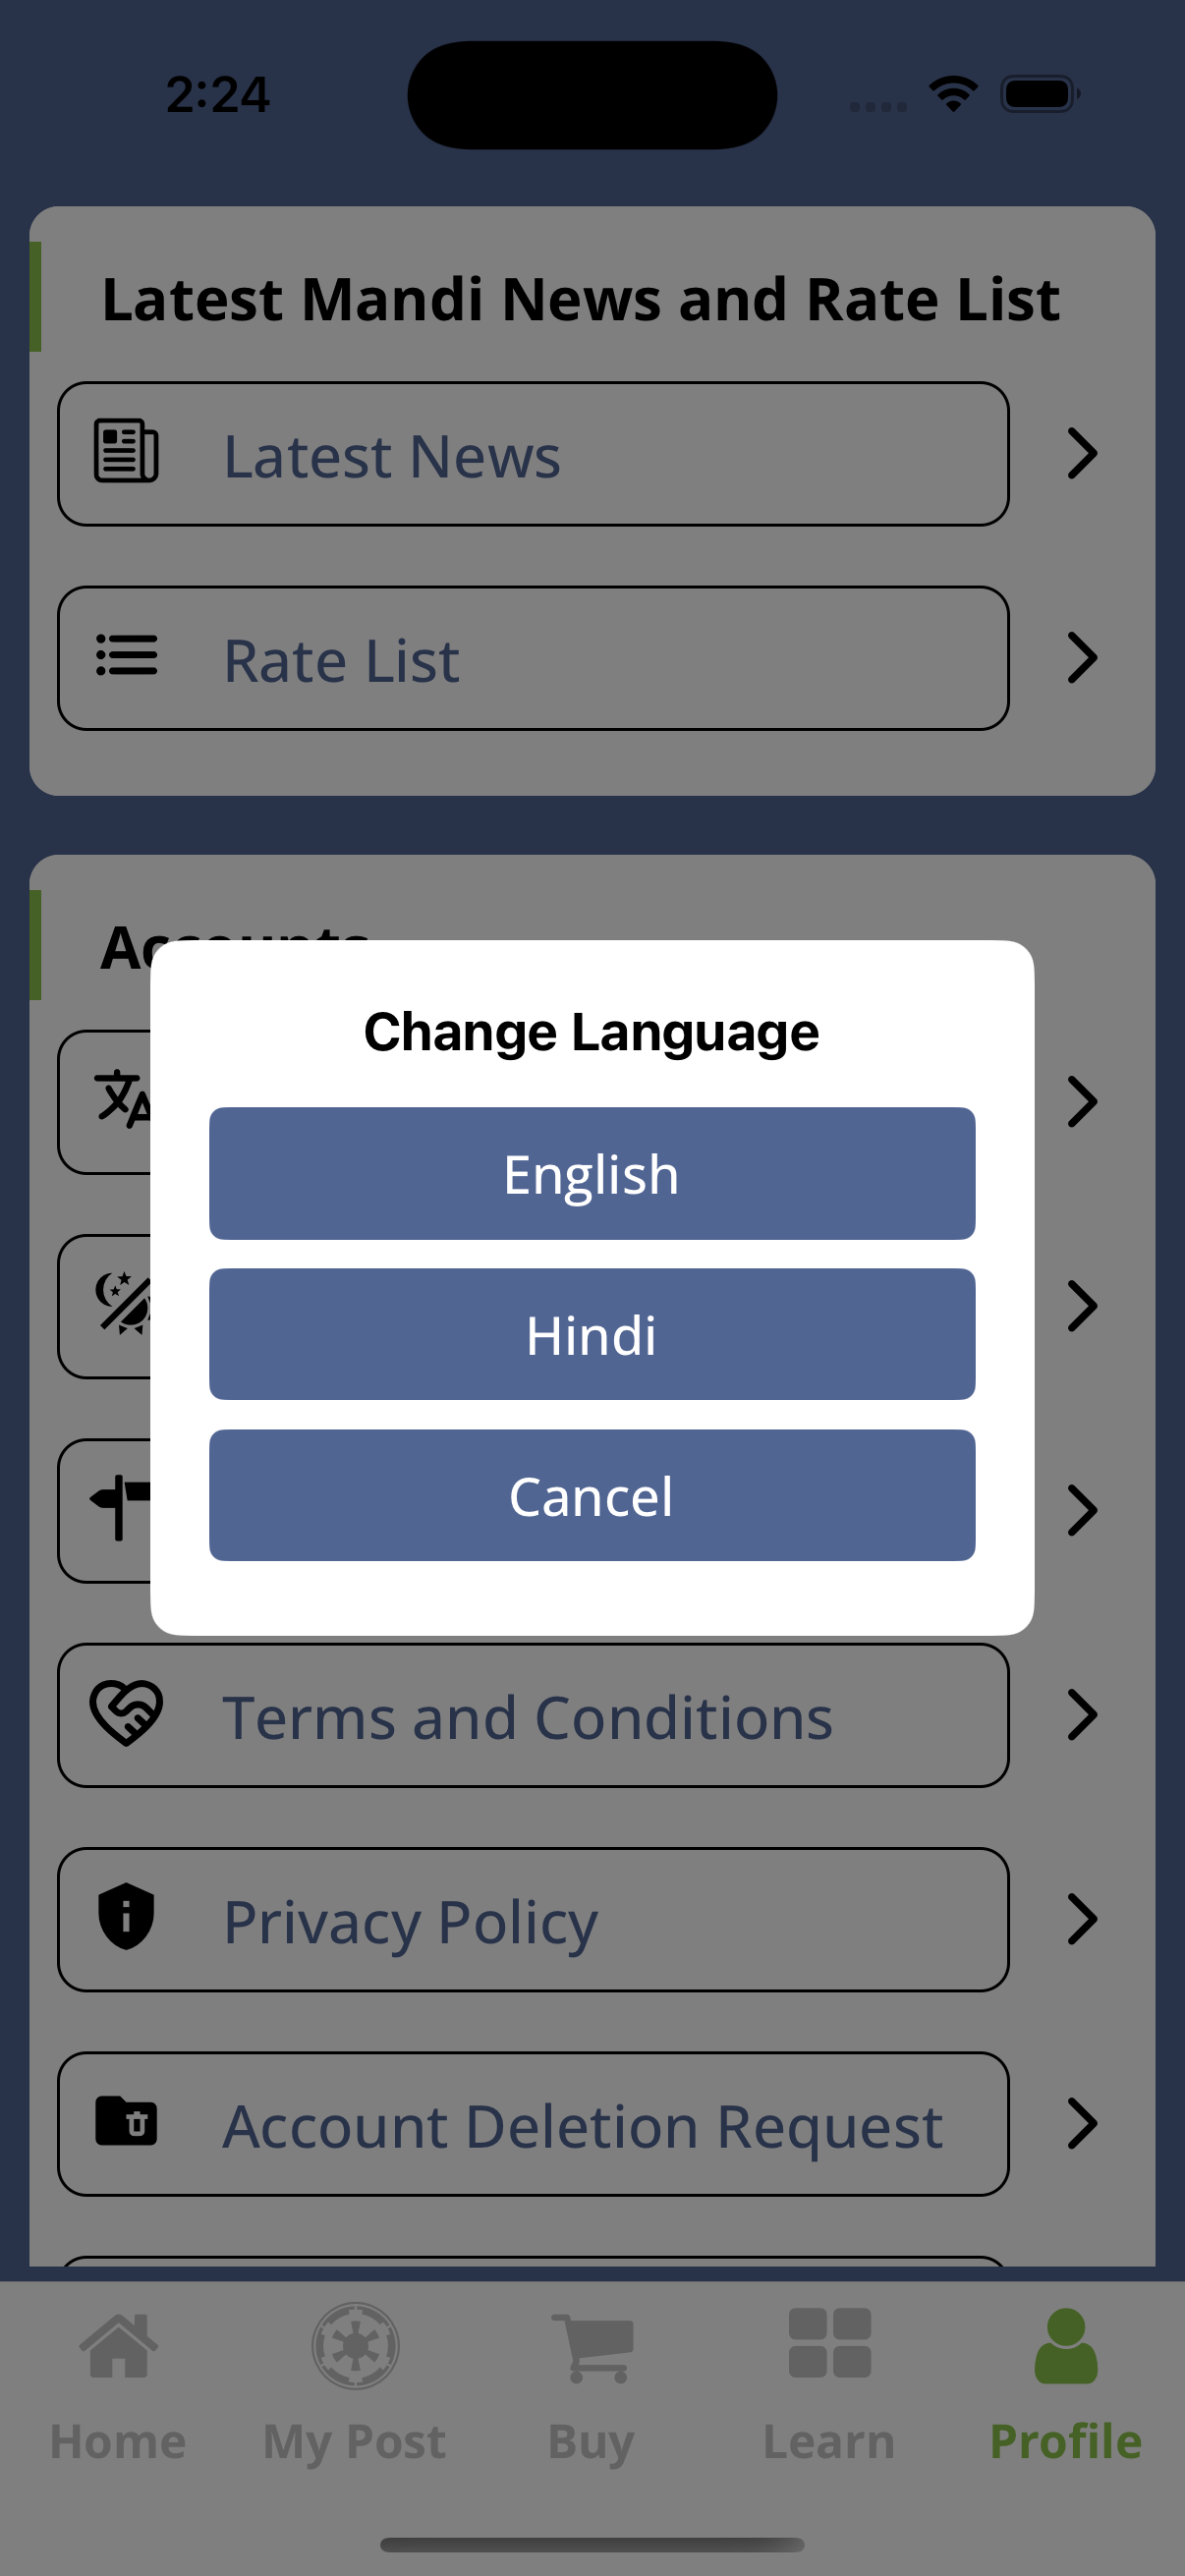 2:24
Latest Mandi News and Rate List
Latest News
Rate List
Accounts
Change Language
English
Hindi
Cancel
Terms and Conditions
Privacy Policy
Account Deletion Request
Home
My Post
Buy
Learn
Profile